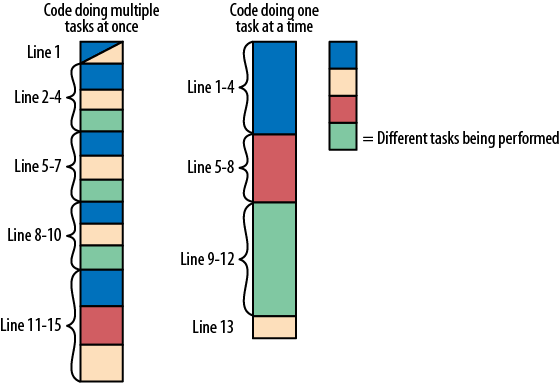 Code doing multiple
tasks at once
Line 1
Line 2-4
Line 5-7
Line 8-10
Line 11-15
Code doing one
task at a time
Line 1-4
Line 5-8
Line 9-12
Line 13
= Different tasks being performed